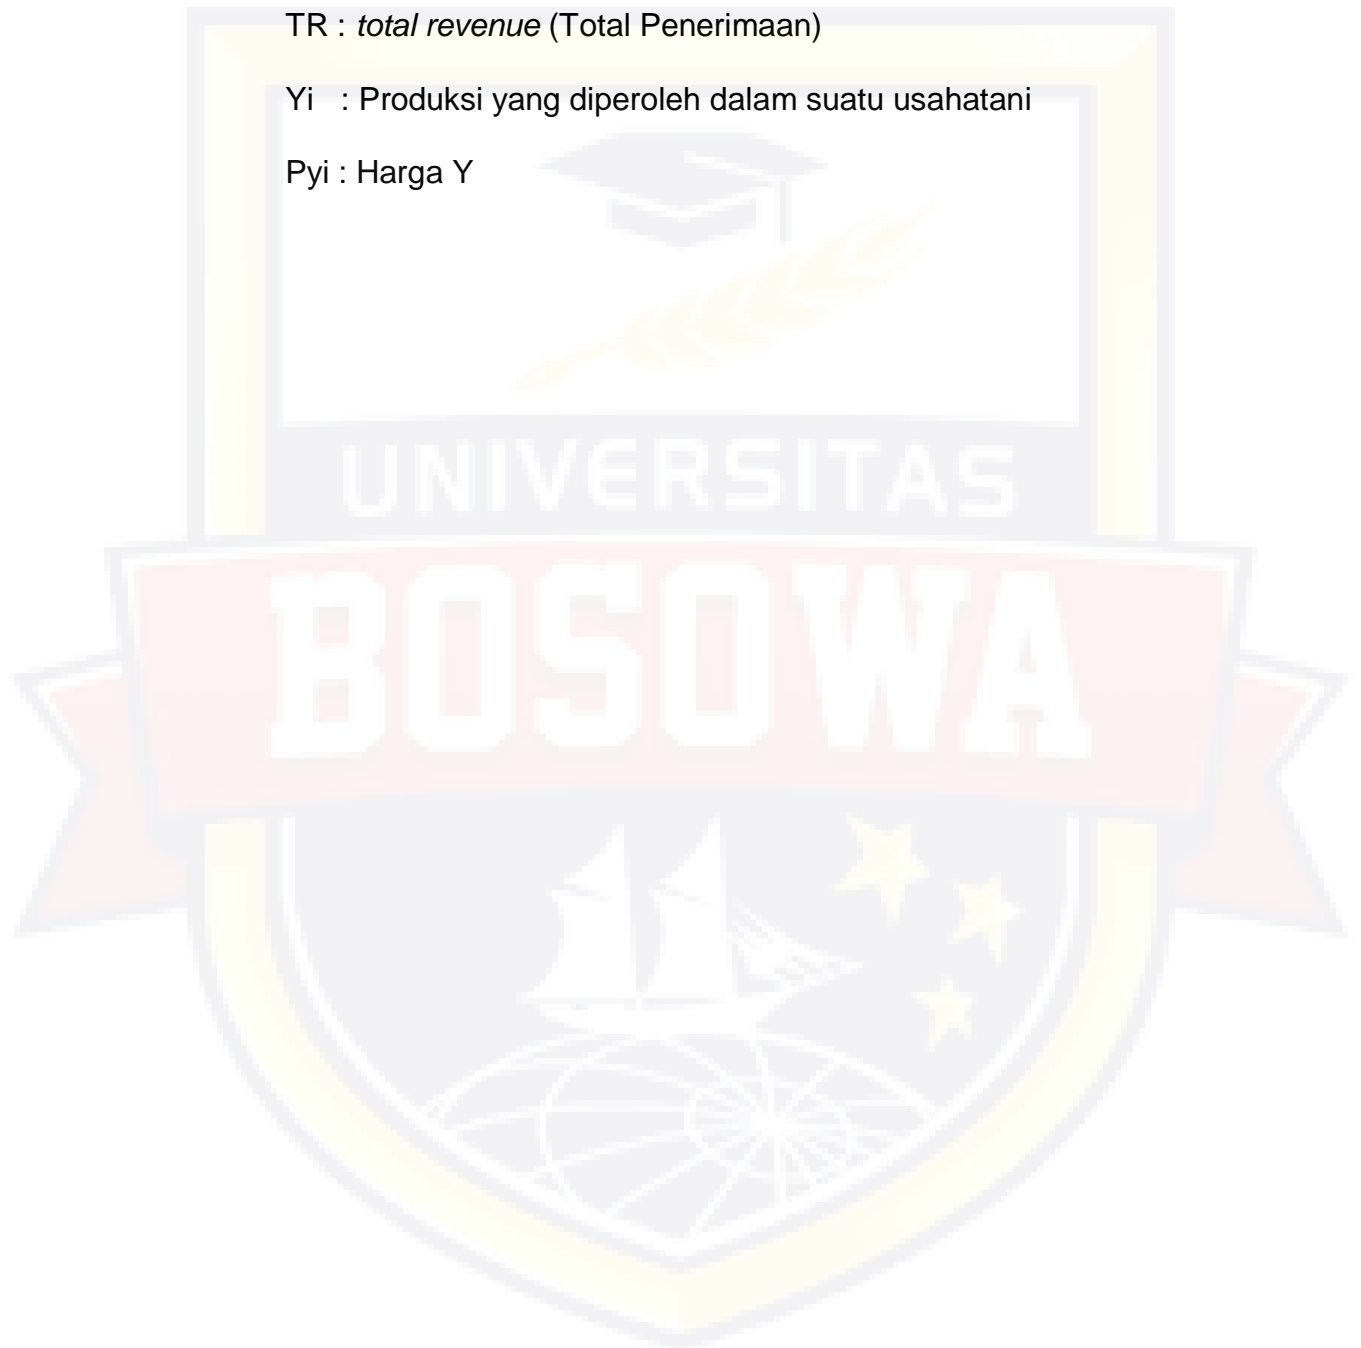 TR : total revenue (Total Penerimaan)
Yi : Produksi yang diperoleh dalam suatu usahatani
Pyi : Harga Y
UNIVERSITAS
BOSOWA